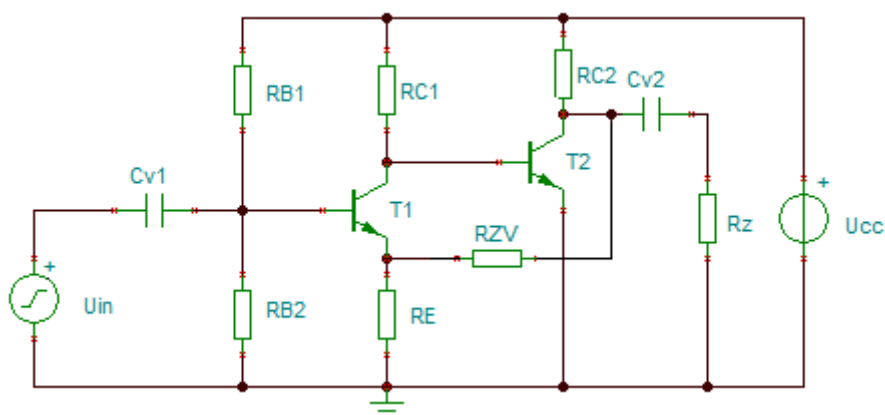 RB1
RC1
RC2
Cv2
Cv1
T1
T2
RZV
Rz
Ucc
+
+
Uin
RB2
RE